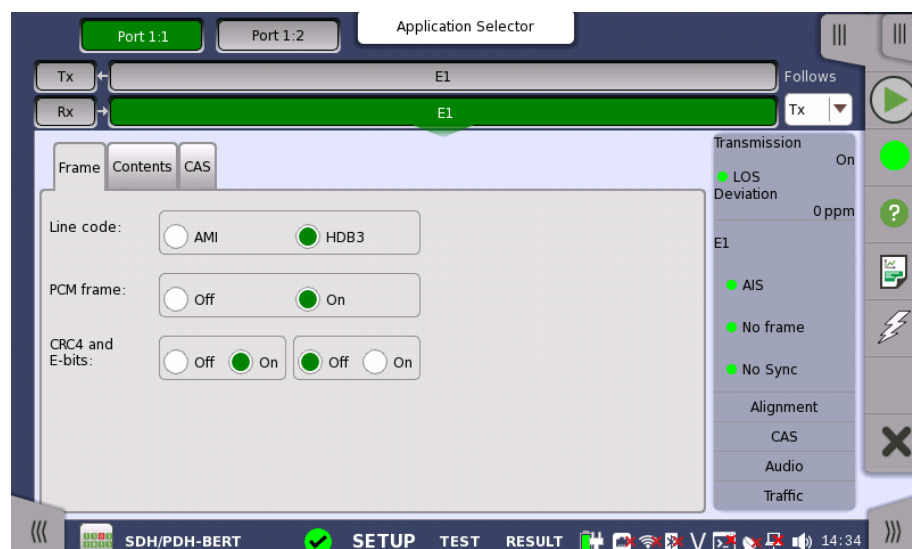 Port 1:1
Port 1:2
Application Selector
Tx
E1
Follows
Rx
E1
Tx
Frame
Contents
CAS
Line code:
AMI
HDB3
PCM frame:
Off
On
CRC4 and
E-bits:
Off
On
Off
On
Transmission
On
LOS
Deviation
0 ppm
E1
AIS
No frame
No Sync
Alignment
CAS
Audio
Traffic
SDH/PDH-BERT
SETUP
TEST
RESULT
14:34